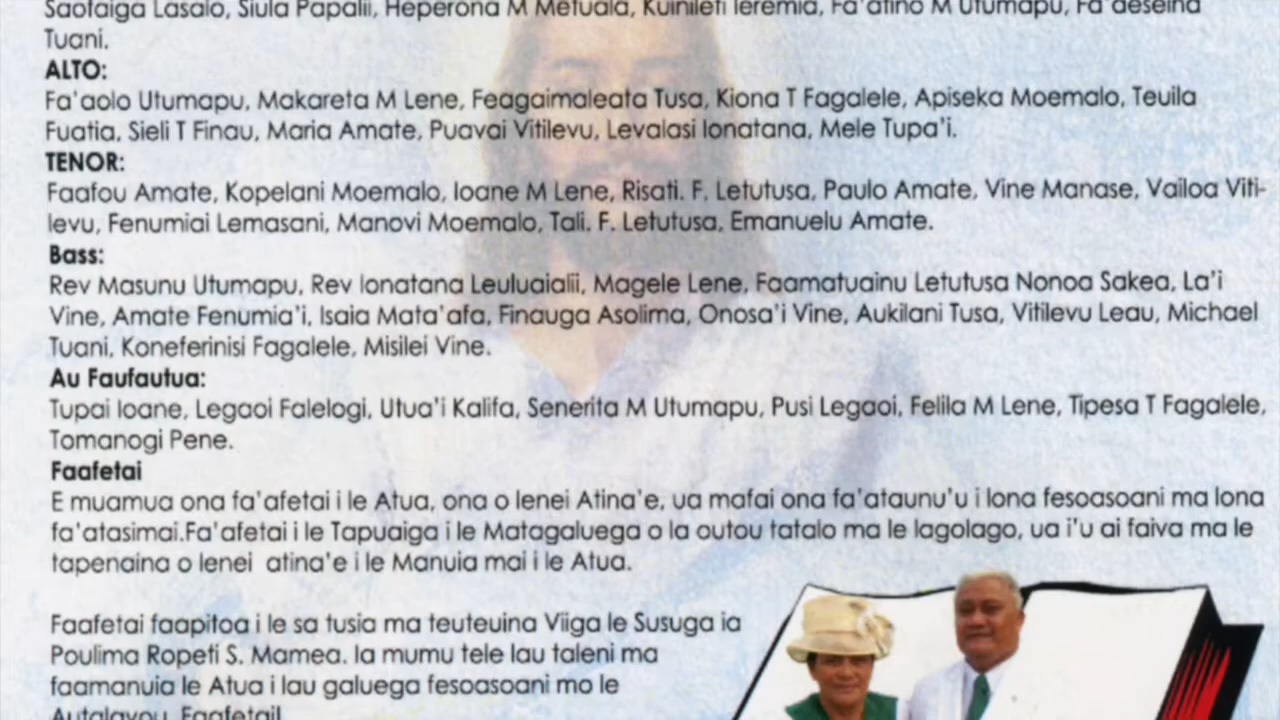 Saofaiga Lasalo, Siula Papalii, Heperona M Metuala, Kuinileti Ieremia, Fa'afino M Utumapu, Fa'aeseina
Tuani.
ALTO:
Fa'aolo Utumapu, Makareta M Lene, Feagaimaleata Tusa, Kiona T Fagalele, Apiseka Moemalo, Teuila
Fuatia, Sieli T Finau, Maria Amate, Puavai Vitilevu, Levalasi Ionatana, Mele Tupa'i.
TENOR:
Faafou Amate, Kopelani Moemalo, Ioane M Lene, Risati. F. Letutusa, Paulo Amate, Vine Manase, Vailoa Viti-
levu, Fenumiai Lemasani, Manovi Moemalo, Tali. F. Letutusa, Emanuelu Amate.
Bass:
Rev Masunu Utumapu, Rev Ionatana Leuluaialii, Magele Lene, Faamatuainu Letutusa Nonoa Sakea, La'i
Vine, Amate Fenumia'i, Isaia Mata'afa, Finauga Asolima, Onosa'i Vine, Aukilani Tusa, Vitilevu Leau, Michael
Tuani, Koneferinisi Fagalele, Misilei Vine.
Au Faufautua:
Tupai Ioane, Legaoi Falelogi, Utua'i Kalifa, Senerita M Utumapu, Pusi Legaoi, Felila M Lene, Tipesa T Fagalele,
Tomanogi Pene.
Faafetai
E muamua ona fa'afetai i le Atua, ona o lenei Atina'e, ua mafai ona fa'ataunu'u i lona fesoasoani ma lona
fa'atasimai.Fa'afetai i le Tapuaiga i le Matagaluega o la outou tatalo ma le lagolago, ua i'u ai faiva ma le
tapenaina o lenei atina'e i le Manuia mai i le Atua.
Faafetai faapitoa i le sa tusia ma teuteuina Viiga le Susuga ia
Poulima Ropeti S. Mamea. Ia mumu tele lau taleni ma
faamanuia le Atua i lau galuega fesoasoani mo le
Autalavou. Faafetai!